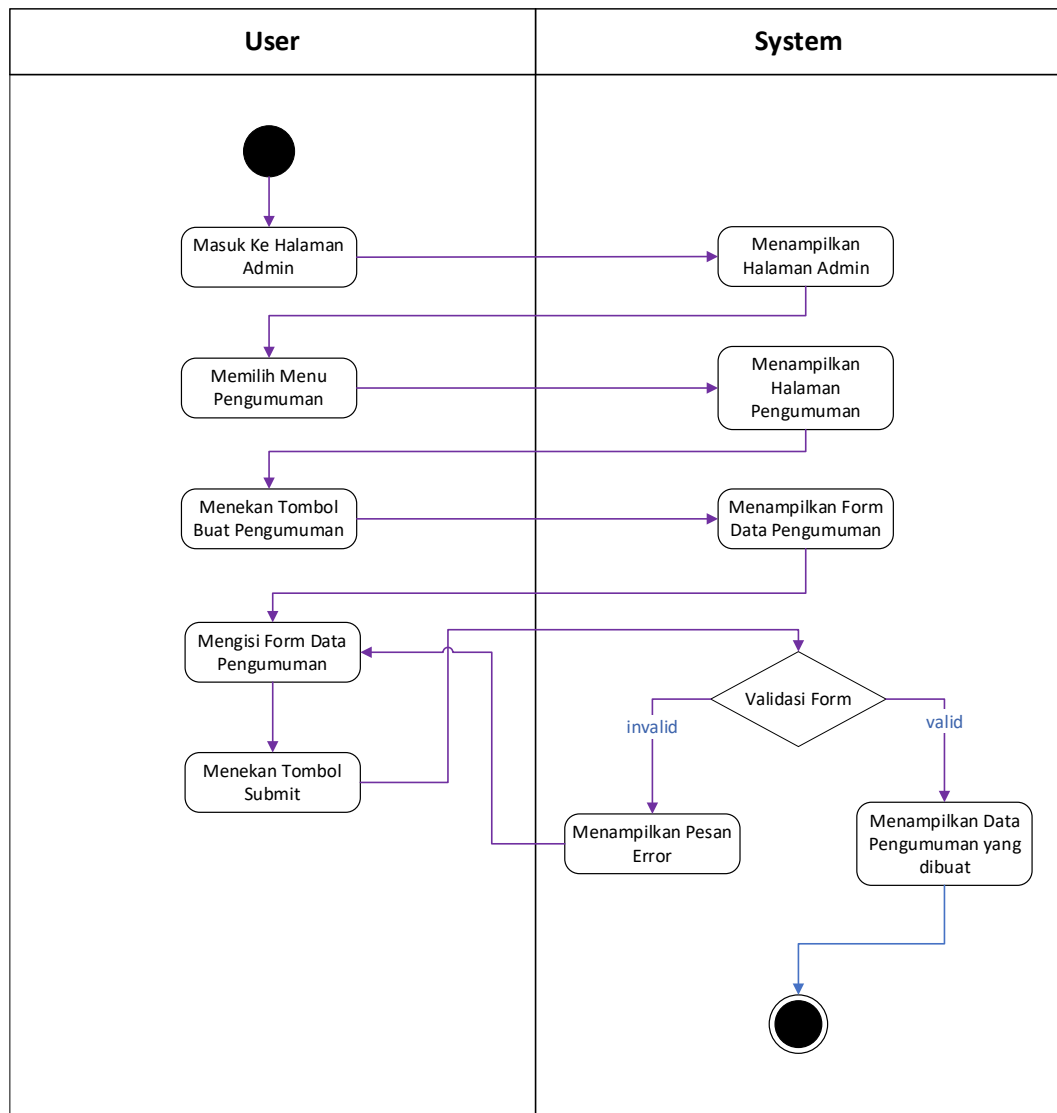 User
System
Masuk Ke Halaman
Admin
Menampilkan
Halaman Admin
Memilih Menu
Pengumuman
Menampilkan
Halaman
Pengumuman
Menekan Tombol
Buat Pengumuman
Menampilkan Form
Data Pengumuman
Mengisi Form Data
Pengumuman
Validasi Form
invalid
valid
Menekan Tombol
Submit
Menampilkan Pesan
Error
Menampilkan Data
Pengumuman yang
dibuat